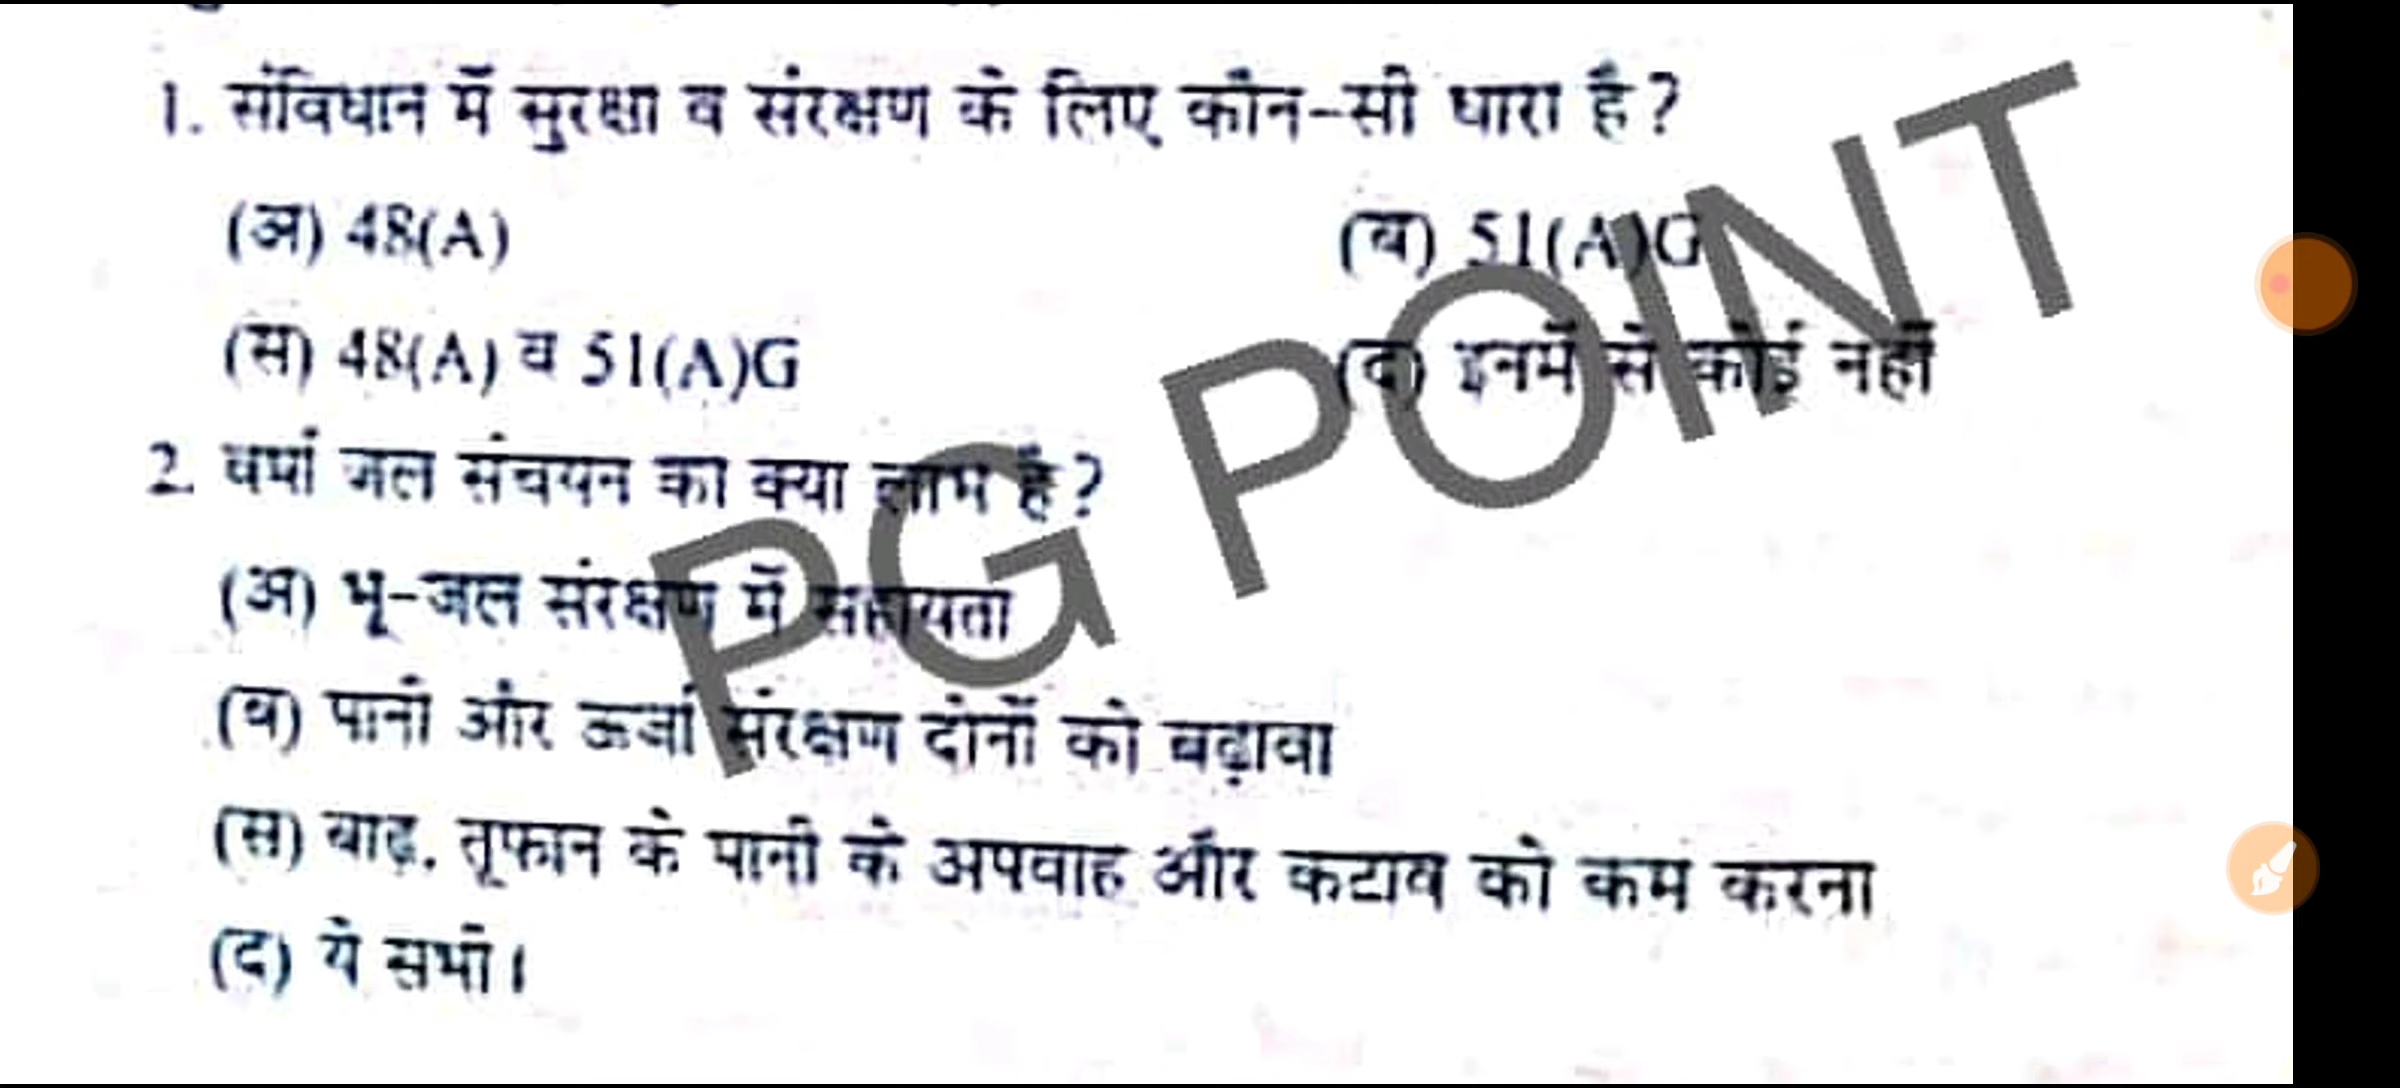 1. संविधान में सुरक्षा व संरक्षण के लिए कौन-सी धारा है?
(अ) 48(A) (ब) 51(A)G
(स) 48(A) व 51(A)G (द) इनमें से कोई नहीं
2. वर्षा जल संचयन का क्या लाभ है?
(अ) भू-जल संरक्षण में सहायता
(ब) पानी और ऊर्जा संरक्षण दोनों को बढ़ावा
(स) बाढ़, तूफान के पानी के अपवाह और कटाव को कम करना
(द) ये सभी।
PG POINT